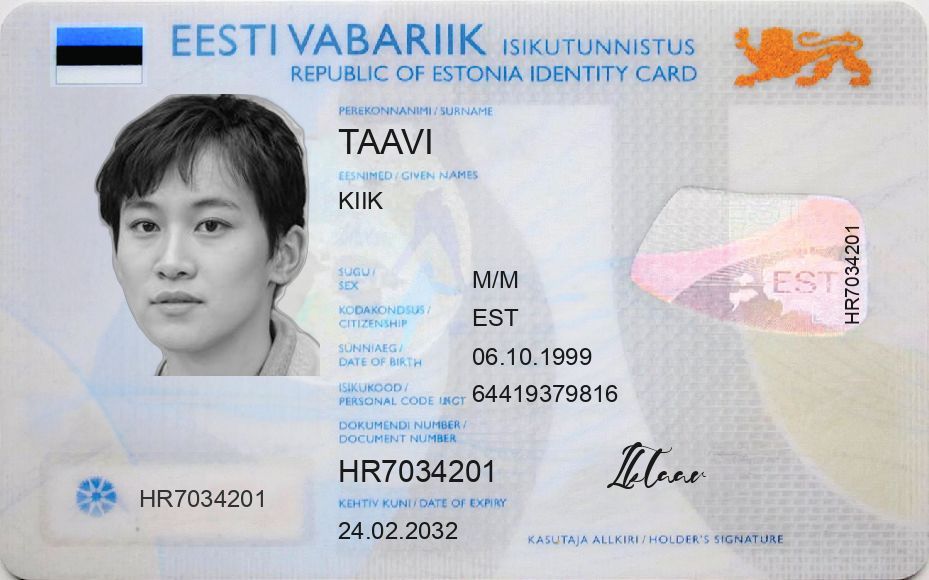 EESTI VABARIIK ISIKUTUNNISTUS
REPUBLIC OF ESTONIA IDENTITY CARD
PEREKONNANIMI / SURNAME
TAAVI
EESNIMED / GIVEN NAMES
KIIK
SUGU / SEX
M/M
KODAKONDSUS / CITIZENSHIP
EST
SÜNNIAEG / DATE OF BIRTH
06.10.1999
ISIKUKOOD / PERSONAL CODE
64419379816
DOKUMENDI NUMBER / DOCUMENT NUMBER
HR7034201
KEHTIV KUNI / DATE OF EXPIRY
24.02.2032
HR7034201
EST
HR7034201
KASUTAJA ALLKIRI / HOLDER'S SIGNATURE